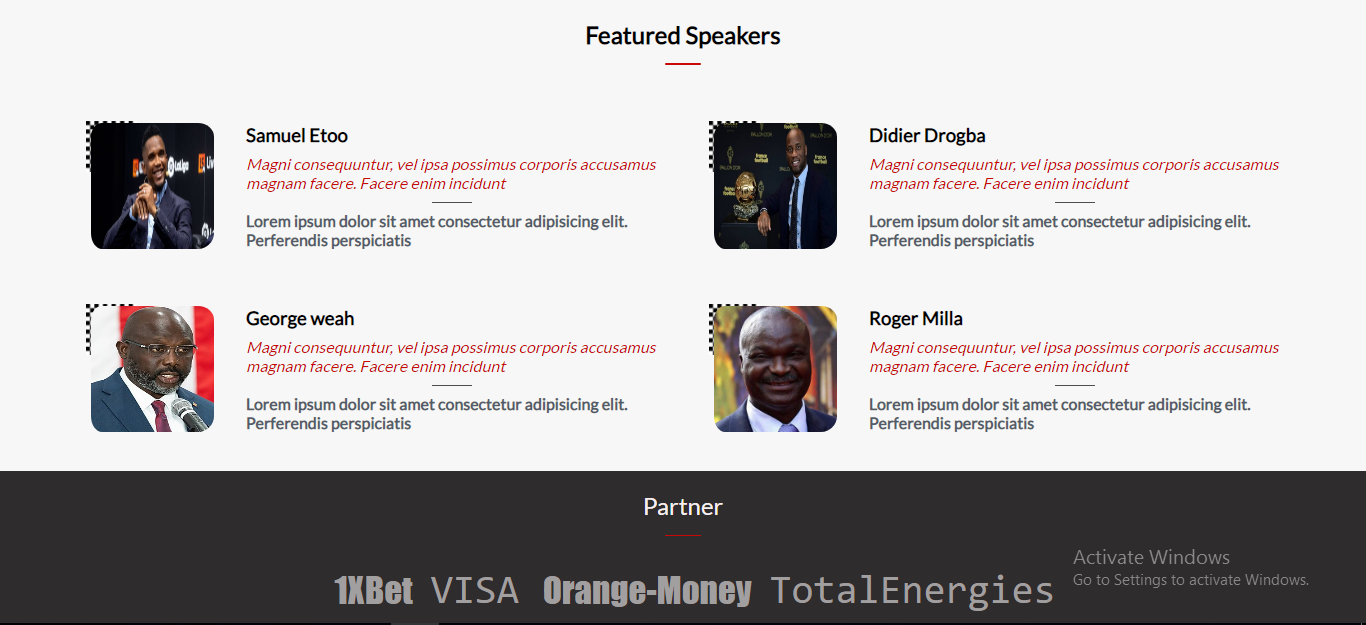 Featured Speakers
Samuel Etoo
Magni consequuntur, vel ipsa possimus corporis accusamus
magnam facere. Facere enim incidunt
Lorem ipsum dolor sit amet consectetur adipisicing elit.
Perferendis perspiciatis
Didier Drogba
Magni consequuntur, vel ipsa possimus corporis accusamus
magnam facere. Facere enim incidunt
Lorem ipsum dolor sit amet consectetur adipisicing elit.
Perferendis perspiciatis
George weah
Magni consequuntur, vel ipsa possimus corporis accusamus
magnam facere. Facere enim incidunt
Lorem ipsum dolor sit amet consectetur adipisicing elit.
Perferendis perspiciatis
Roger Milla
Magni consequuntur, vel ipsa possimus corporis accusamus
magnam facere. Facere enim incidunt
Lorem ipsum dolor sit amet consectetur adipisicing elit.
Perferendis perspiciatis
Partner
1XBet VISA Orange-Money TotalEnergies
Activate Windows
Go to Settings to activate Windows.